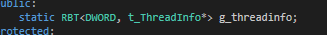 ublic:
static RBT<DWORD, t_ThreadInfo*> g_threadinfo;
rotected: